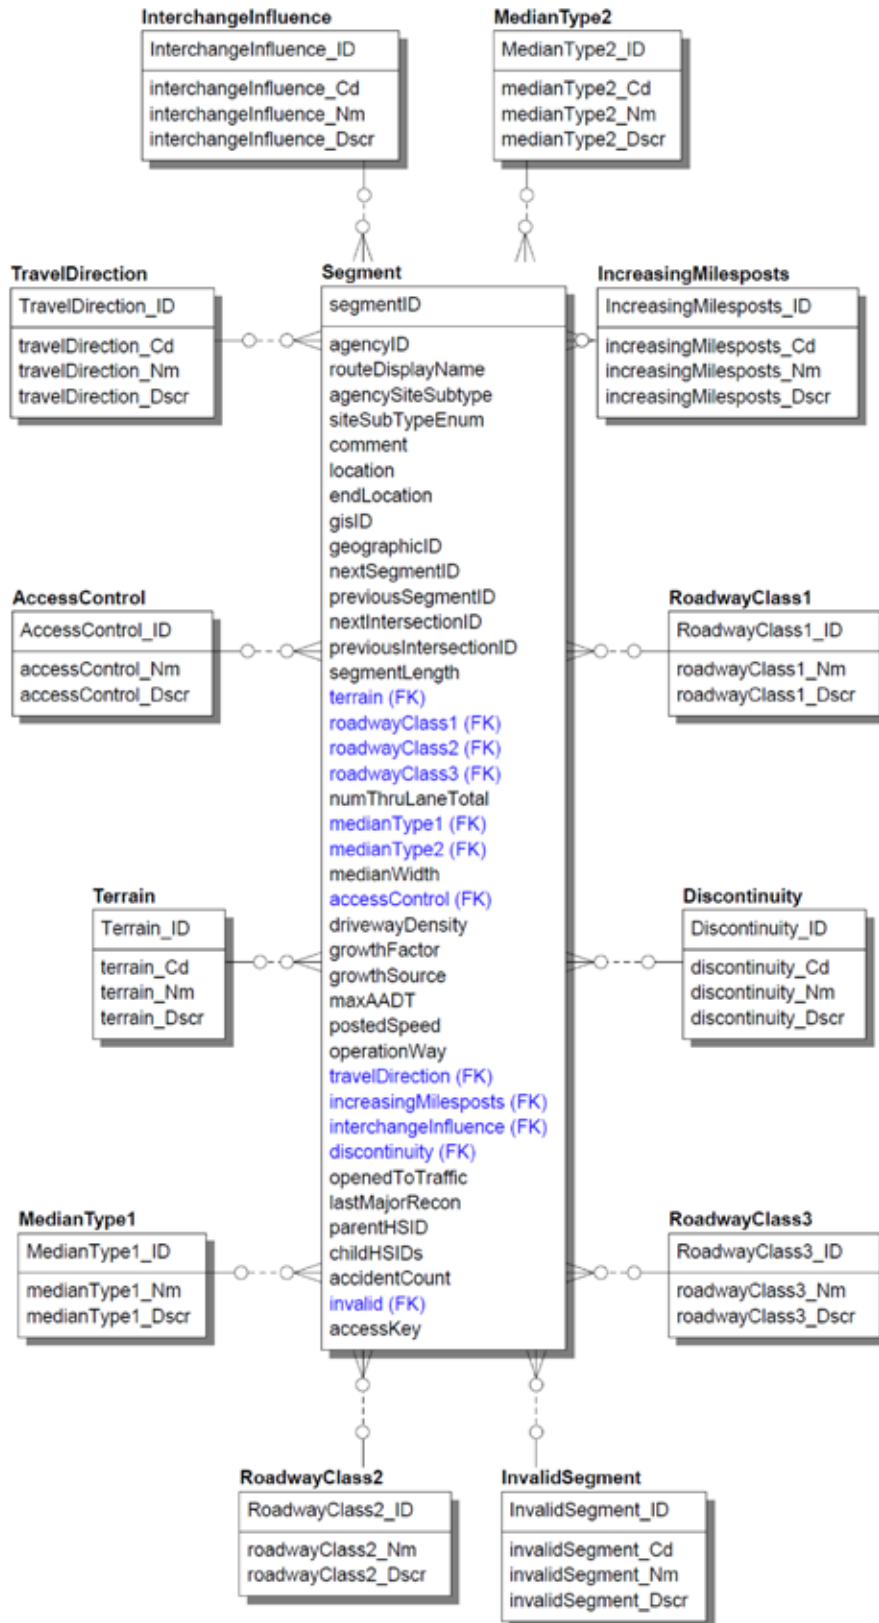 InterchangeInfluence
InterchangeInfluence_ID
interchangeInfluence_Cd
interchangeInfluence_Nm
interchangeInfluence_Dscr
MedianType2
MedianType2_ID
medianType2_Cd
medianType2_Nm
medianType2_Dscr
TravelDirection
TravelDirection_ID
travelDirection_Cd
travelDirection_Nm
travelDirection_Dscr
Segment
segmentID
agencyID
routeDisplayName
agencySiteSubtype
siteSubTypeEnum
comment
location
endLocation
gisID
geographicID
nextSegmentID
previousSegmentID
nextIntersectionID
previousIntersectionID
segmentLength
terrain (FK)
roadwayClass1 (FK)
roadwayClass2 (FK)
roadwayClass3 (FK)
numThruLaneTotal
medianType1 (FK)
medianType2 (FK)
medianWidth
accessControl (FK)
drivewayDensity
growthFactor
growthSource
maxAADT
postedSpeed
operationWay
travelDirection (FK)
increasingMileposts (FK)
interchangeInfluence (FK)
discontinuity (FK)
openedToTraffic
lastMajorRecon
parentHSID
childHSIDs
accidentCount
invalid (FK)
accessKey
IncreasingMilesposts
IncreasingMilesposts_ID
increasingMilesposts_Cd
increasingMilesposts_Nm
increasingMilesposts_Dscr
AccessControl
AccessControl_ID
accessControl_Nm
accessControl_Dscr
RoadwayClass1
RoadwayClass1_ID
roadwayClass1_Nm
roadwayClass1_Dscr
Terrain
Terrain_ID
terrain_Cd
terrain_Nm
terrain_Dscr
Discontinuity
Discontinuity_ID
discontinuity_Cd
discontinuity_Nm
discontinuity_Dscr
MedianType1
MedianType1_ID
medianType1_Nm
medianType1_Dscr
RoadwayClass3
RoadwayClass3_ID
roadwayClass3_Nm
roadwayClass3_Dscr
RoadwayClass2
RoadwayClass2_ID
roadwayClass2_Nm
roadwayClass2_Dscr
InvalidSegment
InvalidSegment_ID
invalidSegment_Cd
invalidSegment_Nm
invalidSegment_Dscr